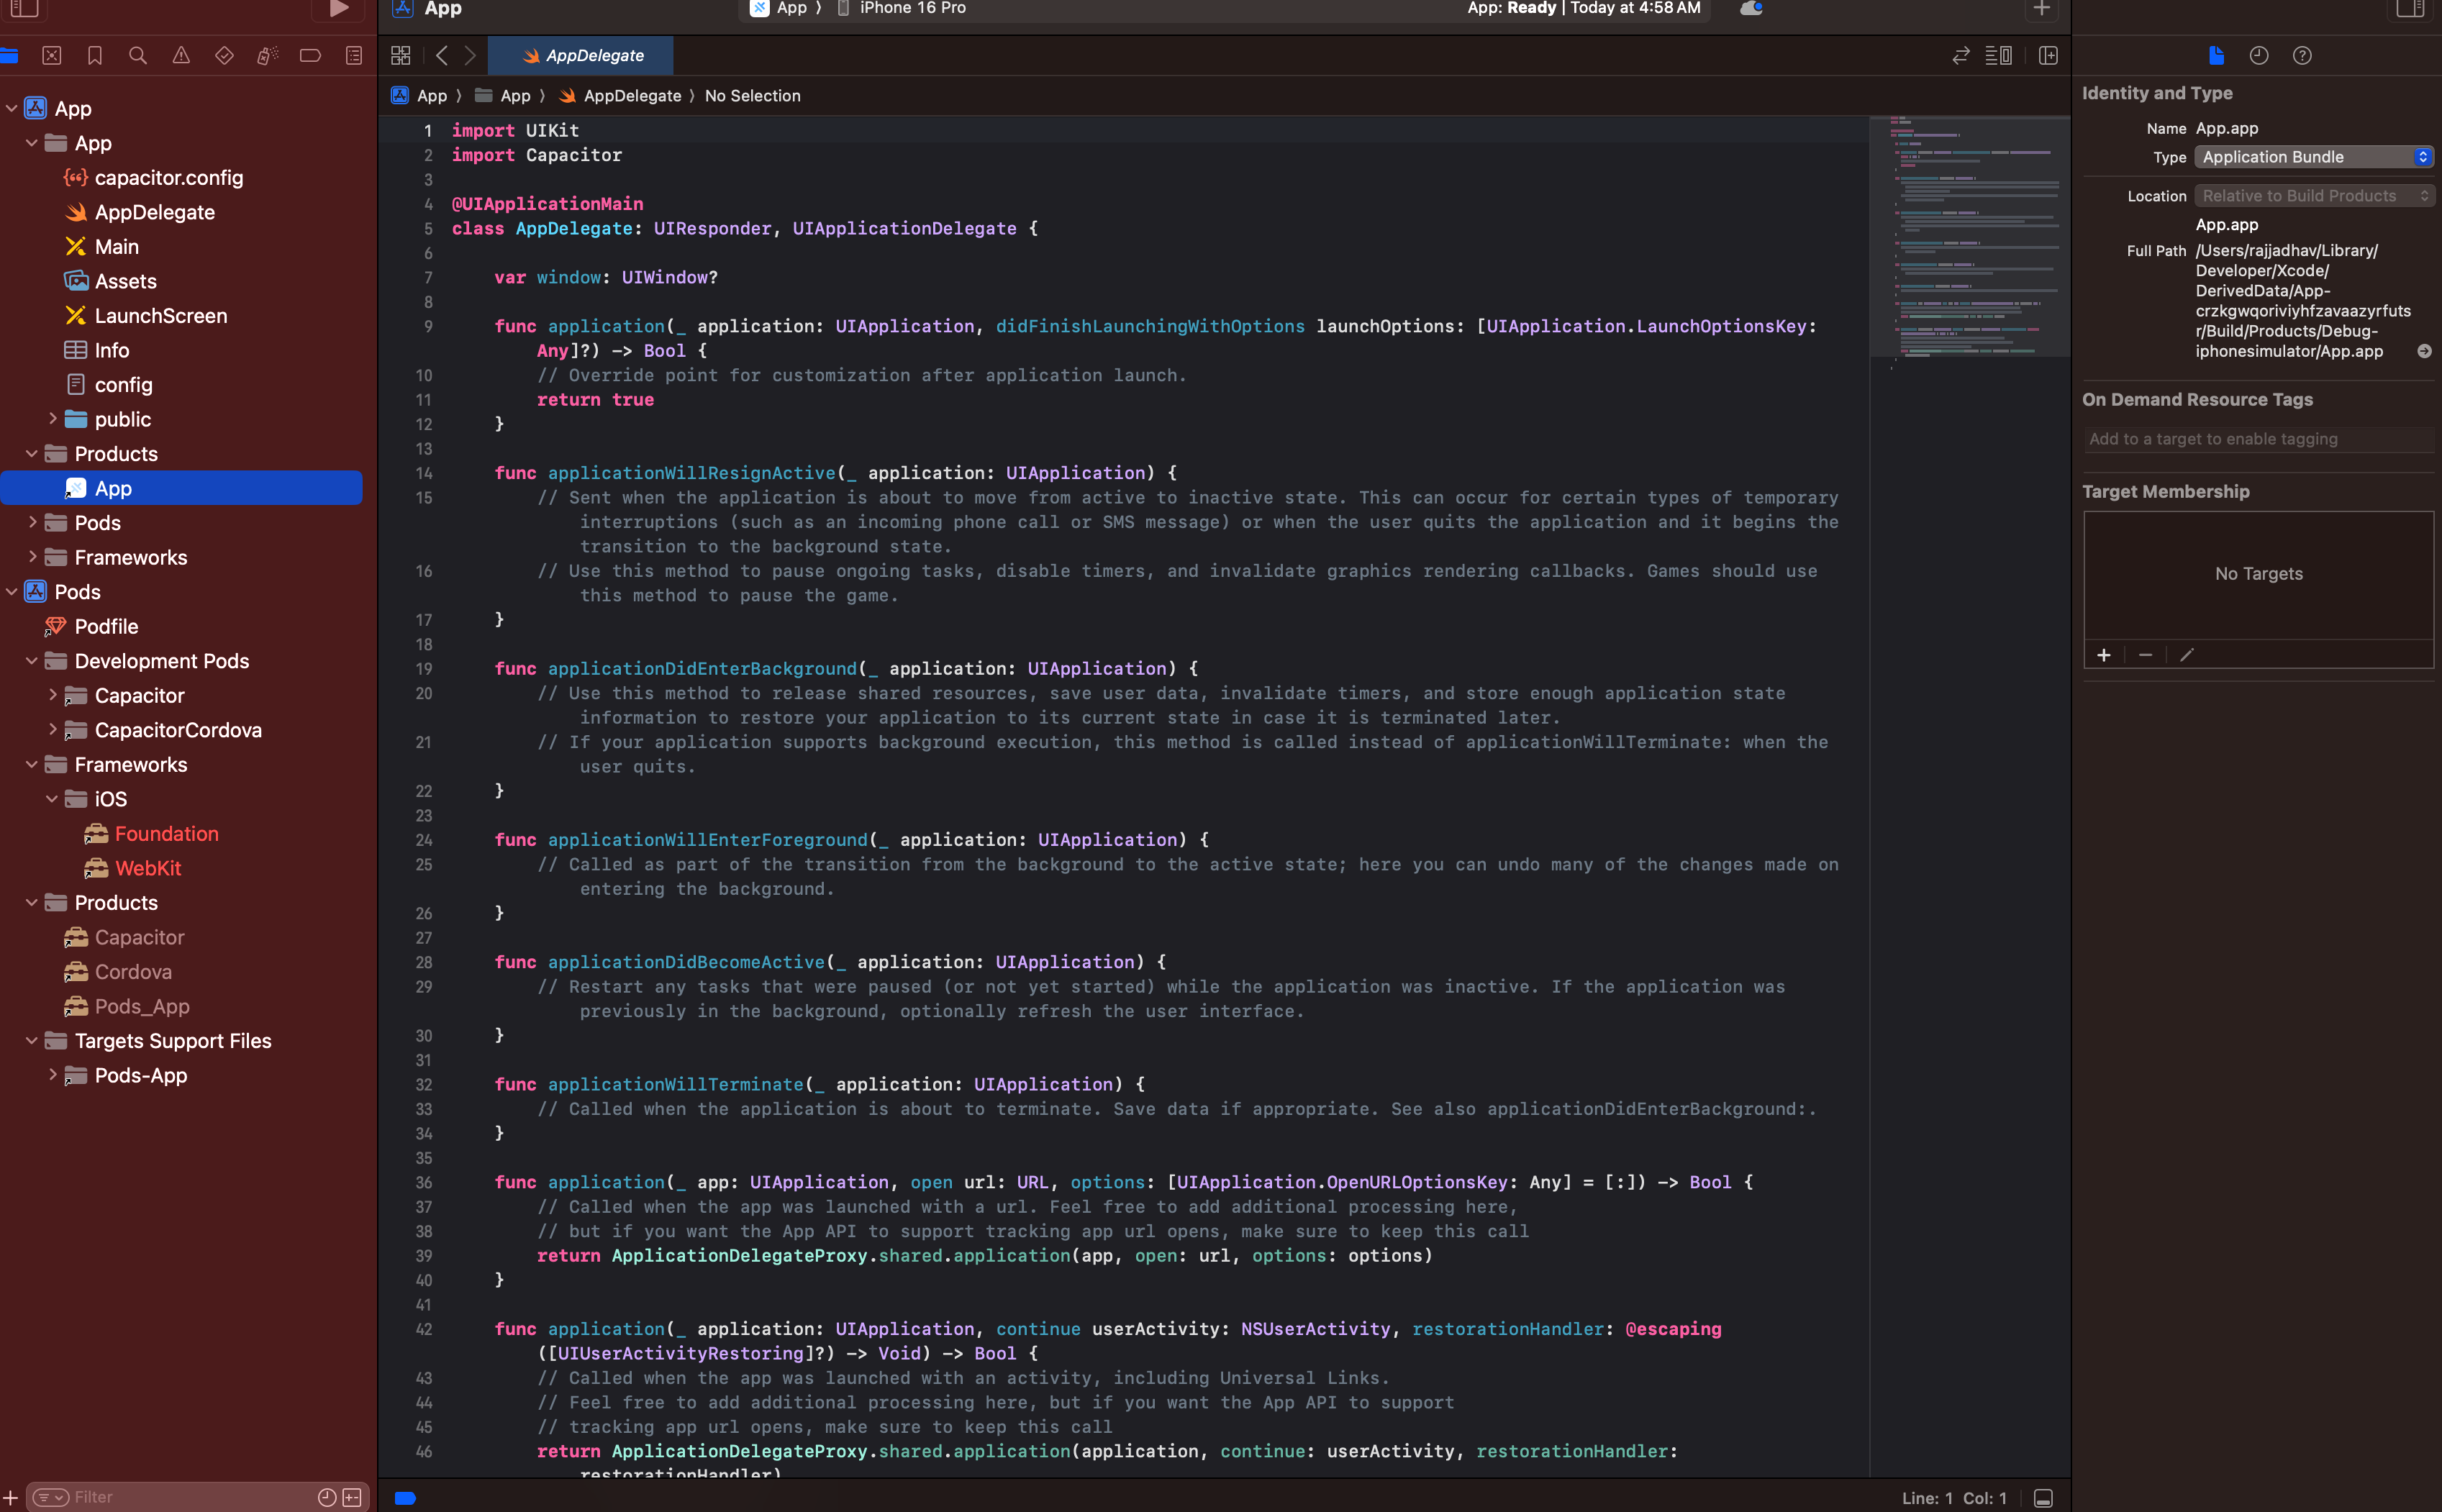 App
App ⟩ iPhone 16 Pro
App: Ready | Today at 4:58 AM
App
App
capacitor.config
AppDelegate
Main
Assets
LaunchScreen
Info
config
public
Products
App
Pods
Frameworks
Pods
Podfile
Development Pods
Capacitor
CapacitorCordova
Frameworks
iOS
Foundation
WebKit
Products
Capacitor
Cordova
Pods_App
Targets Support Files
Pods-App
Filter
AppDelegate
App ⟩ App ⟩ AppDelegate ⟩ No Selection
1 import UIKit
2 import Capacitor
3
4 @UIApplicationMain
5 class AppDelegate: UIResponder, UIApplicationDelegate {
6
7 var window: UIWindow?
8
9 func application(_ application: UIApplication, didFinishLaunchingWithOptions launchOptions: [UIApplication.LaunchOptionsKey:
Any]?) -> Bool {
10 // Override point for customization after application launch.
11 return true
12 }
13
14 func applicationWillResignActive(_ application: UIApplication) {
15 // Sent when the application is about to move from active to inactive state. This can occur for certain types of temporary
interruptions (such as an incoming phone call or SMS message) or when the user quits the application and it begins the
transition to the background state.
16 // Use this method to pause ongoing tasks, disable timers, and invalidate graphics rendering callbacks. Games should use
this method to pause the game.
17 }
18
19 func applicationDidEnterBackground(_ application: UIApplication) {
20 // Use this method to release shared resources, save user data, invalidate timers, and store enough application state
information to restore your application to its current state in case it is terminated later.
21 // If your application supports background execution, this method is called instead of applicationWillTerminate: when the
user quits.
22 }
23
24 func applicationWillEnterForeground(_ application: UIApplication) {
25 // Called as part of the transition from the background to the active state; here you can undo many of the changes made on
entering the background.
26 }
27
28 func applicationDidBecomeActive(_ application: UIApplication) {
29 // Restart any tasks that were paused (or not yet started) while the application was inactive. If the application was
previously in the background, optionally refresh the user interface.
30 }
31
32 func applicationWillTerminate(_ application: UIApplication) {
33 // Called when the application is about to terminate. Save data if appropriate. See also applicationDidEnterBackground:.
34 }
35
36 func application(_ app: UIApplication, open url: URL, options: [UIApplication.OpenURLOptionsKey: Any] = [:]) -> Bool {
37 // Called when the app was launched with a url. Feel free to add additional processing here,
38 // but if you want the App API to support tracking app url opens, make sure to keep this call
39 return ApplicationDelegateProxy.shared.application(app, open: url, options: options)
40 }
41
42 func application(_ application: UIApplication, continue userActivity: NSUserActivity, restorationHandler: @escaping
([UIUserActivityRestoring]?) -> Void) -> Bool {
43 // Called when the app was launched with an activity, including Universal Links.
44 // Feel free to add additional processing here, but if you want the App API to support
45 // tracking app url opens, make sure to keep this call
46 return ApplicationDelegateProxy.shared.application(application, continue: userActivity, restorationHandler:
restorationHandler)
Line: 1 Col: 1
Identity and Type
Name App.app
Type Application Bundle
Location Relative to Build Products
App.app
Full Path /Users/rajjadhav/Library/
Developer/Xcode/
DerivedData/App-
crzkgwqoriviyhfzavaazyrfuts
r/Build/Products/Debug-
iphonesimulator/App.app
On Demand Resource Tags
Add to a target to enable tagging
Target Membership
No Targets